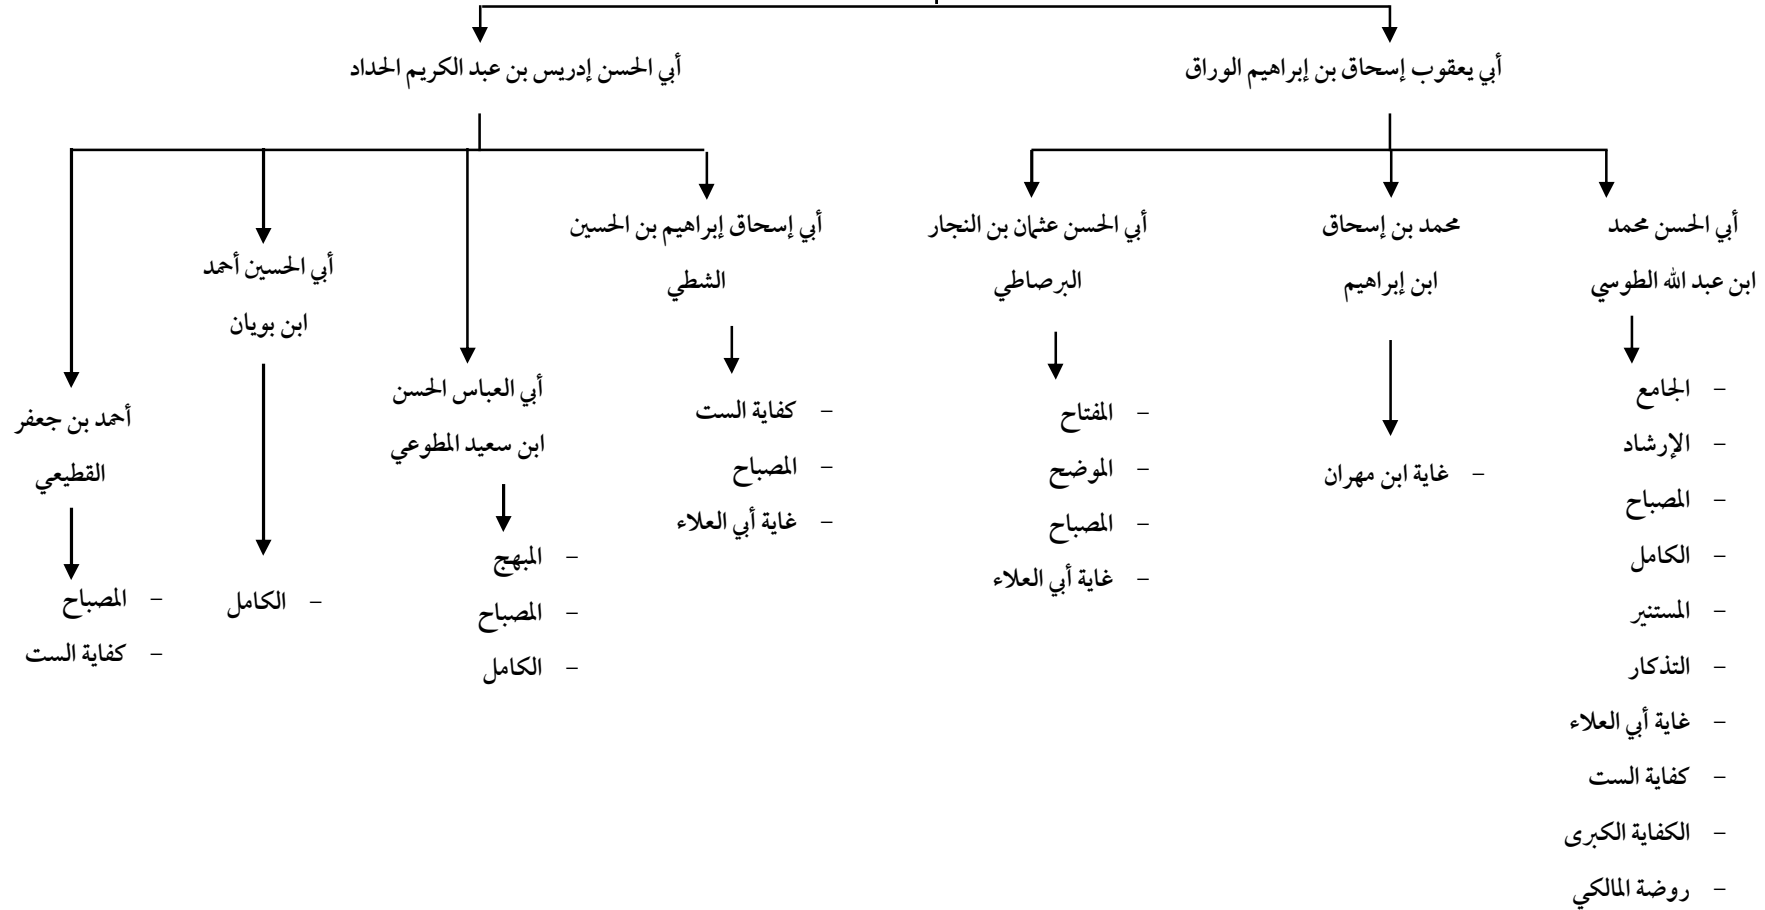 أبي يعقوب إسحاق بن إبراهيم الوراق
أبي الحسن إدريس بن عبد الكريم الحداد
أبي الحسن محمد
ابن عبد الله الطوسي
– الجامع
– الإرشاد
– المصباح
– الكامل
– المستنير
– التذكار
– غاية أبي العلاء
– كفاية الست
– الكفاية الكبرى
– روضة المالكي
محمد بن إسحاق
ابن إبراهيم
– غاية ابن مهران
أبي الحسن عثمان بن النجار
البرصاطي
– المفتاح
– الموضح
– المصباح
– غاية أبي العلاء
أبي إسحاق إبراهيم بن الحسين
الشطي
– كفاية الست
– المصباح
– غاية أبي العلاء
أبي العباس الحسن
ابن سعيد المطوعي
– المبهج
– المصباح
– الكامل
أبي الحسين أحمد
ابن بويان
– الكامل
أحمد بن جعفر
القطيعي
– المصباح
– كفاية الست